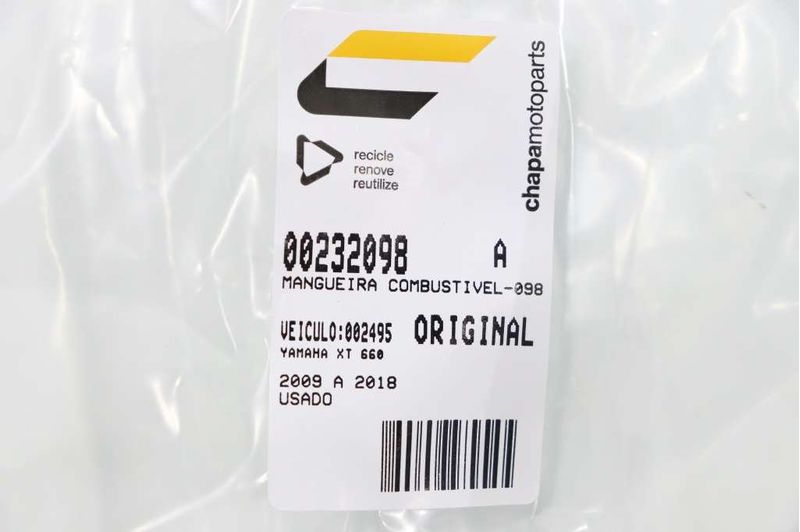 chapamotoparts
recicle
renove
reutilize
00232098 A
MANGUEIRA COMBUSTIVEL-098
VEICULO:002495 ORIGINAL
YAMAHA XT 660
2009 A 2018
USADO